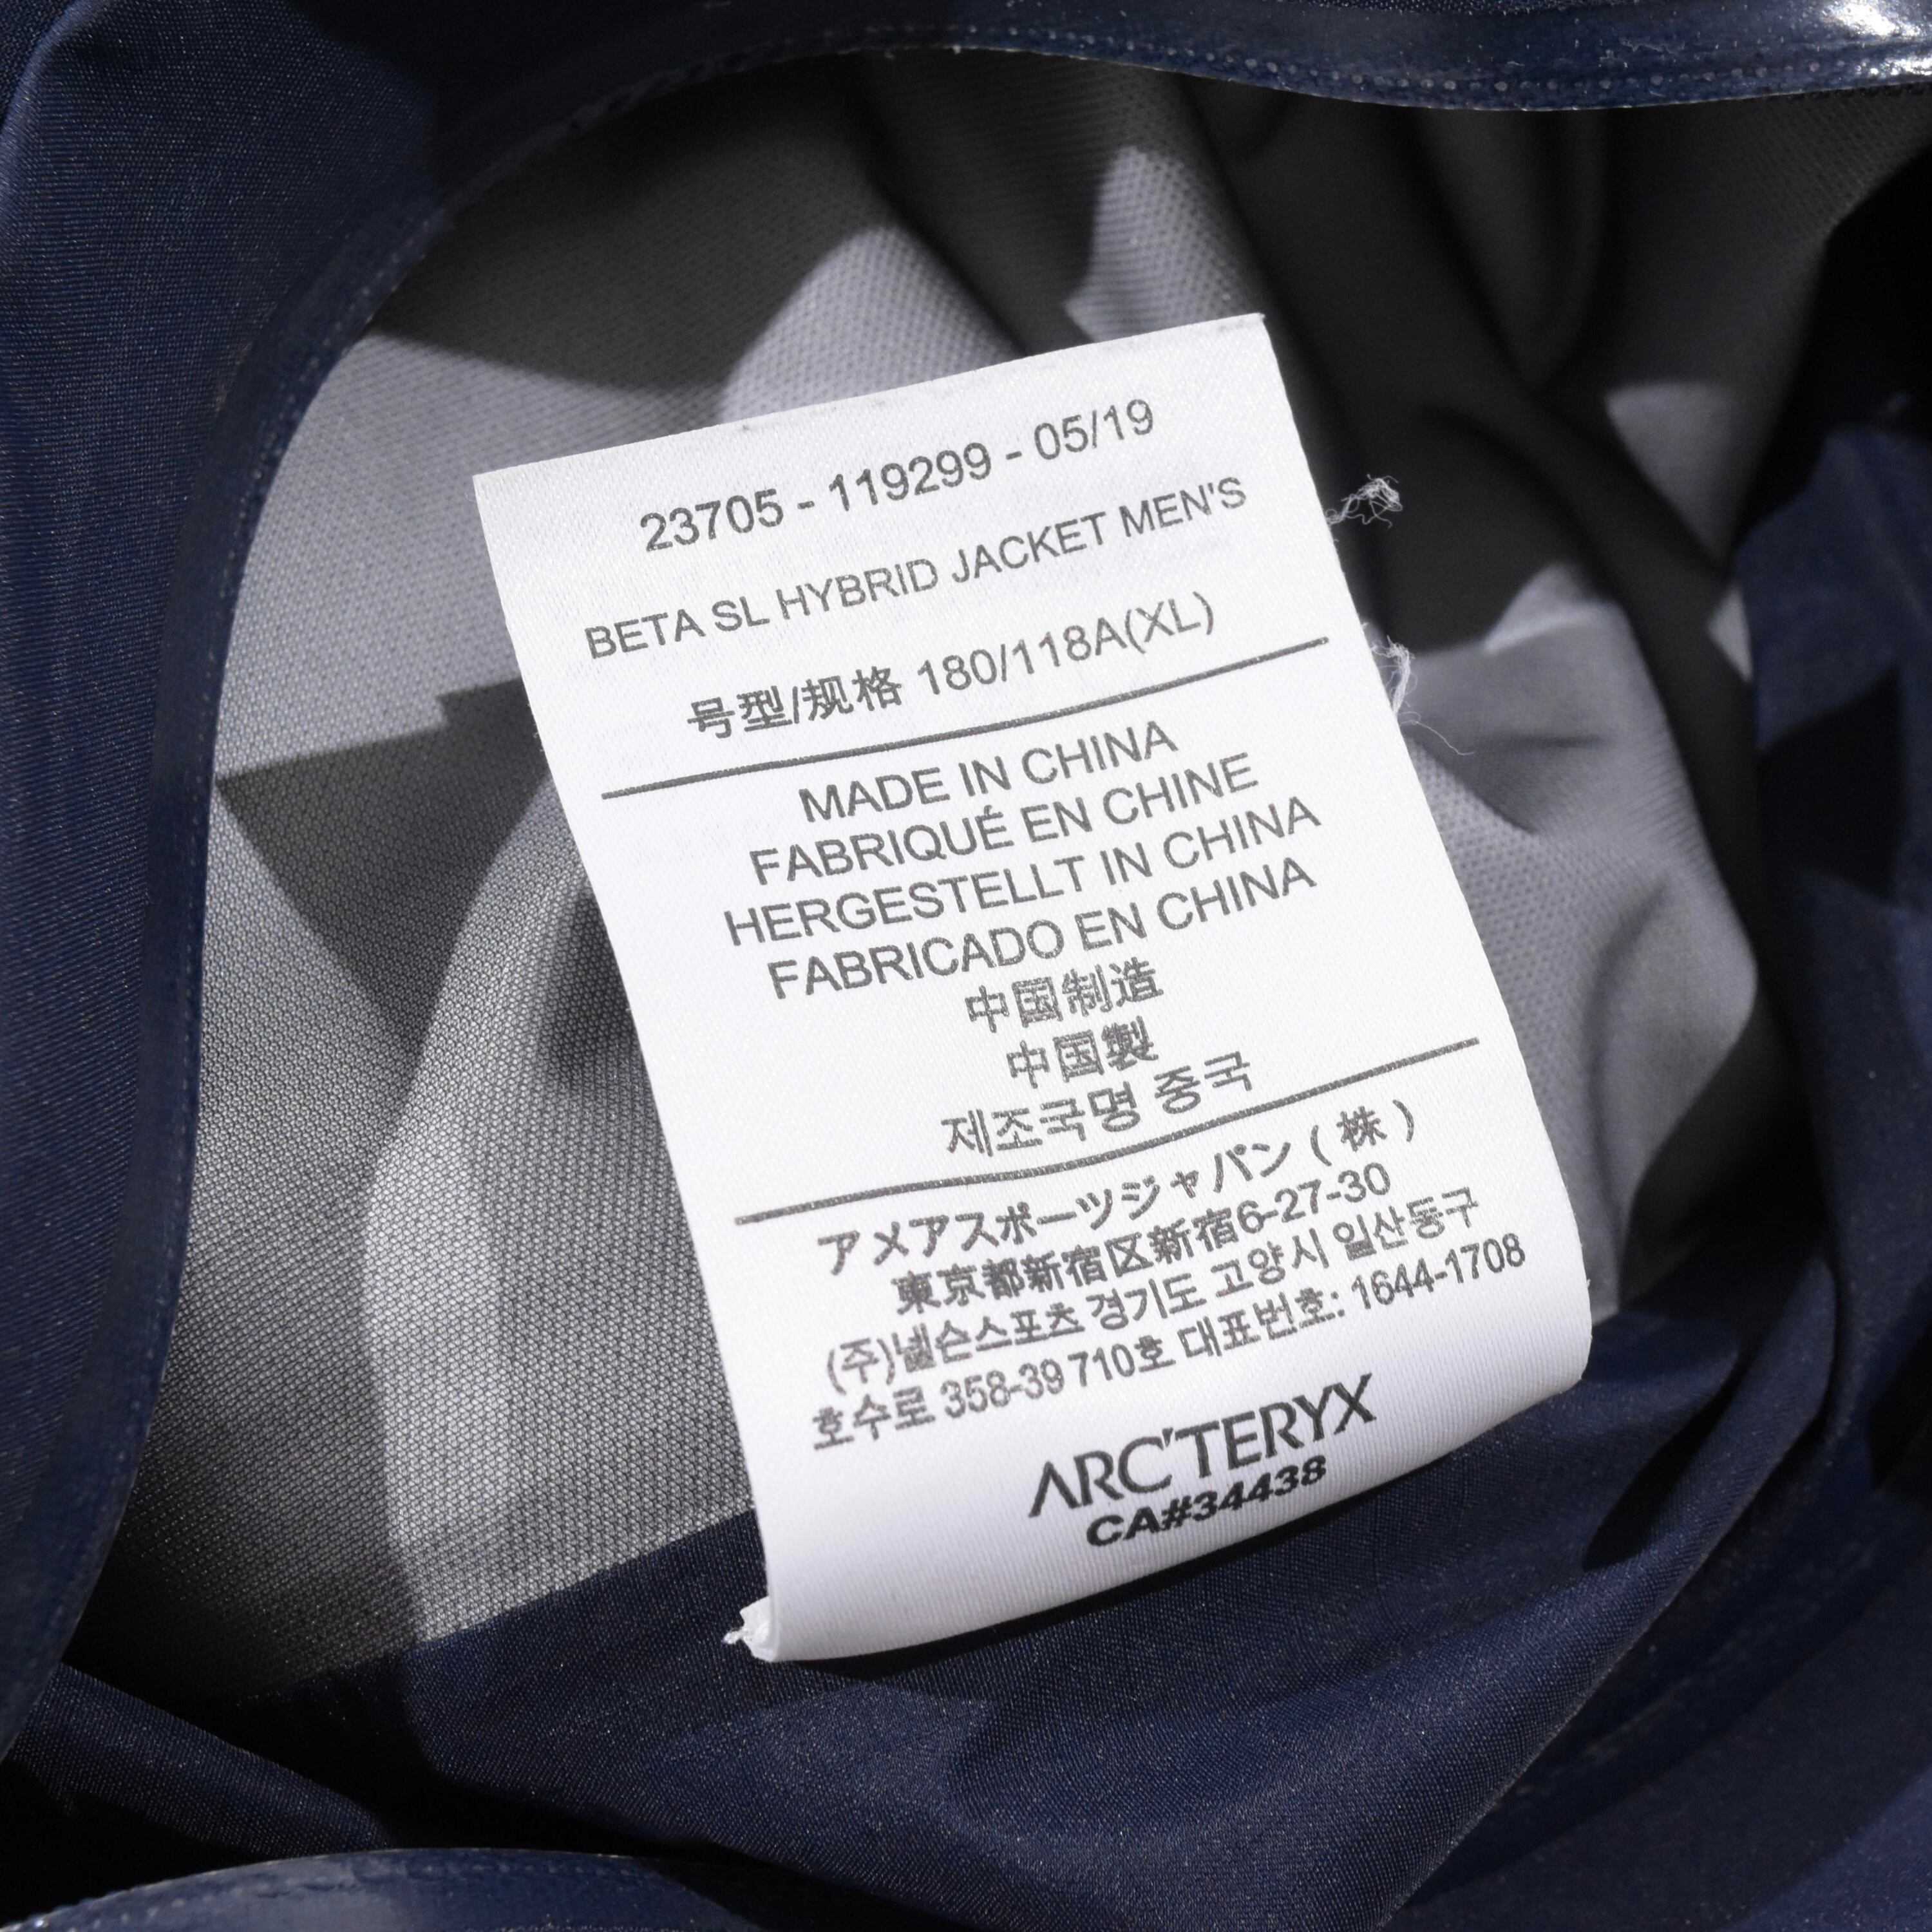 23705 - 119299 - 05/19
BETA SL HYBRID JACKET MEN'S
号型/规格 180/118A(XL)
MADE IN CHINA
FABRIQUÉ EN CHINE
HERGESTELLT IN CHINA
FABRICADO EN CHINA
中国制造
中国製
제조국명 중국
アメアスポーツジャパン ( 株 )
東京都新宿区新宿6-27-30
(주)넬슨스포츠 경기도 고양시 일산동구
호수로 358-39 710호 대표번호: 1644-1708
ARC'TERYX
CA#34438